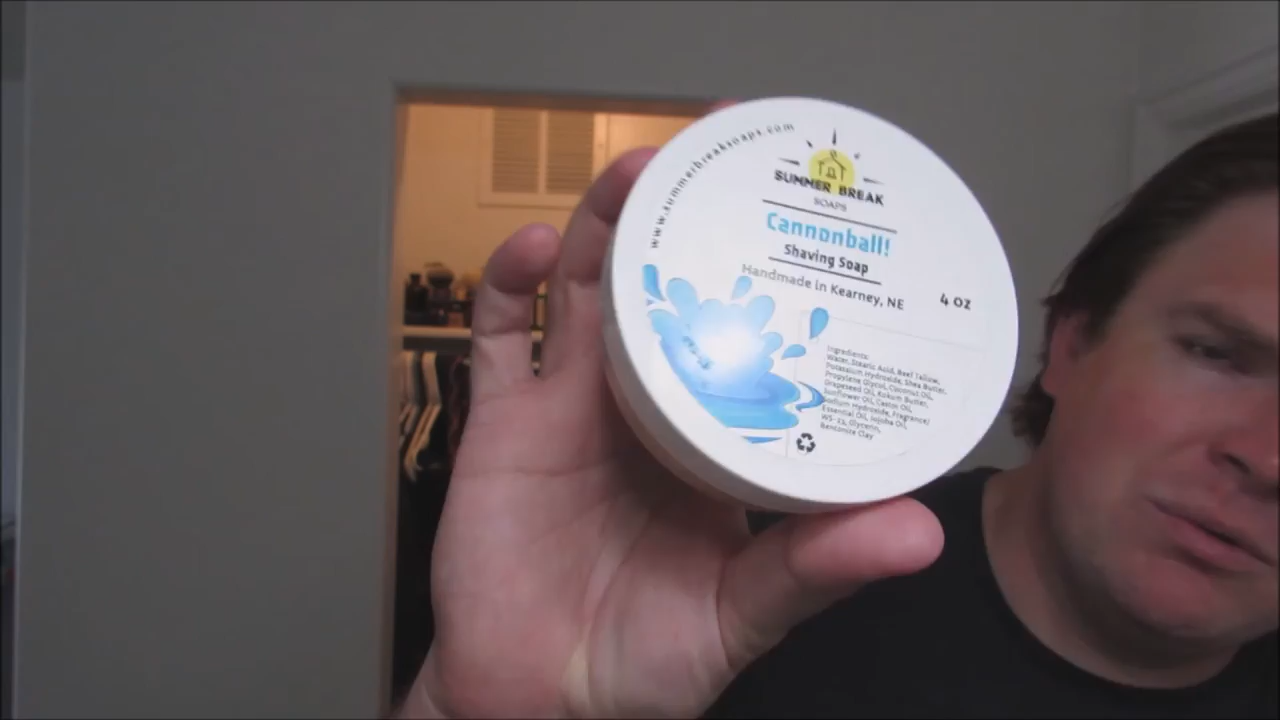 www.summerbreaksoaps.com
SUMMER BREAK
SOAPS
Cannonball!
Shaving Soap
Handmade in Kearney, NE
4 OZ
Ingredients:
Water, Stearic Acid, Beef Tallow,
Potassium Hydroxide, Shea Butter,
Propylene Glycol, Coconut Oil,
Grapeseed Oil, Kokum Butter,
Sunflower Oil, Castor Oil,
Sodium Hydroxide, Fragrance/
Essential Oil, Jojoba Oil,
WS-23, Glycerin,
Bentonite Clay